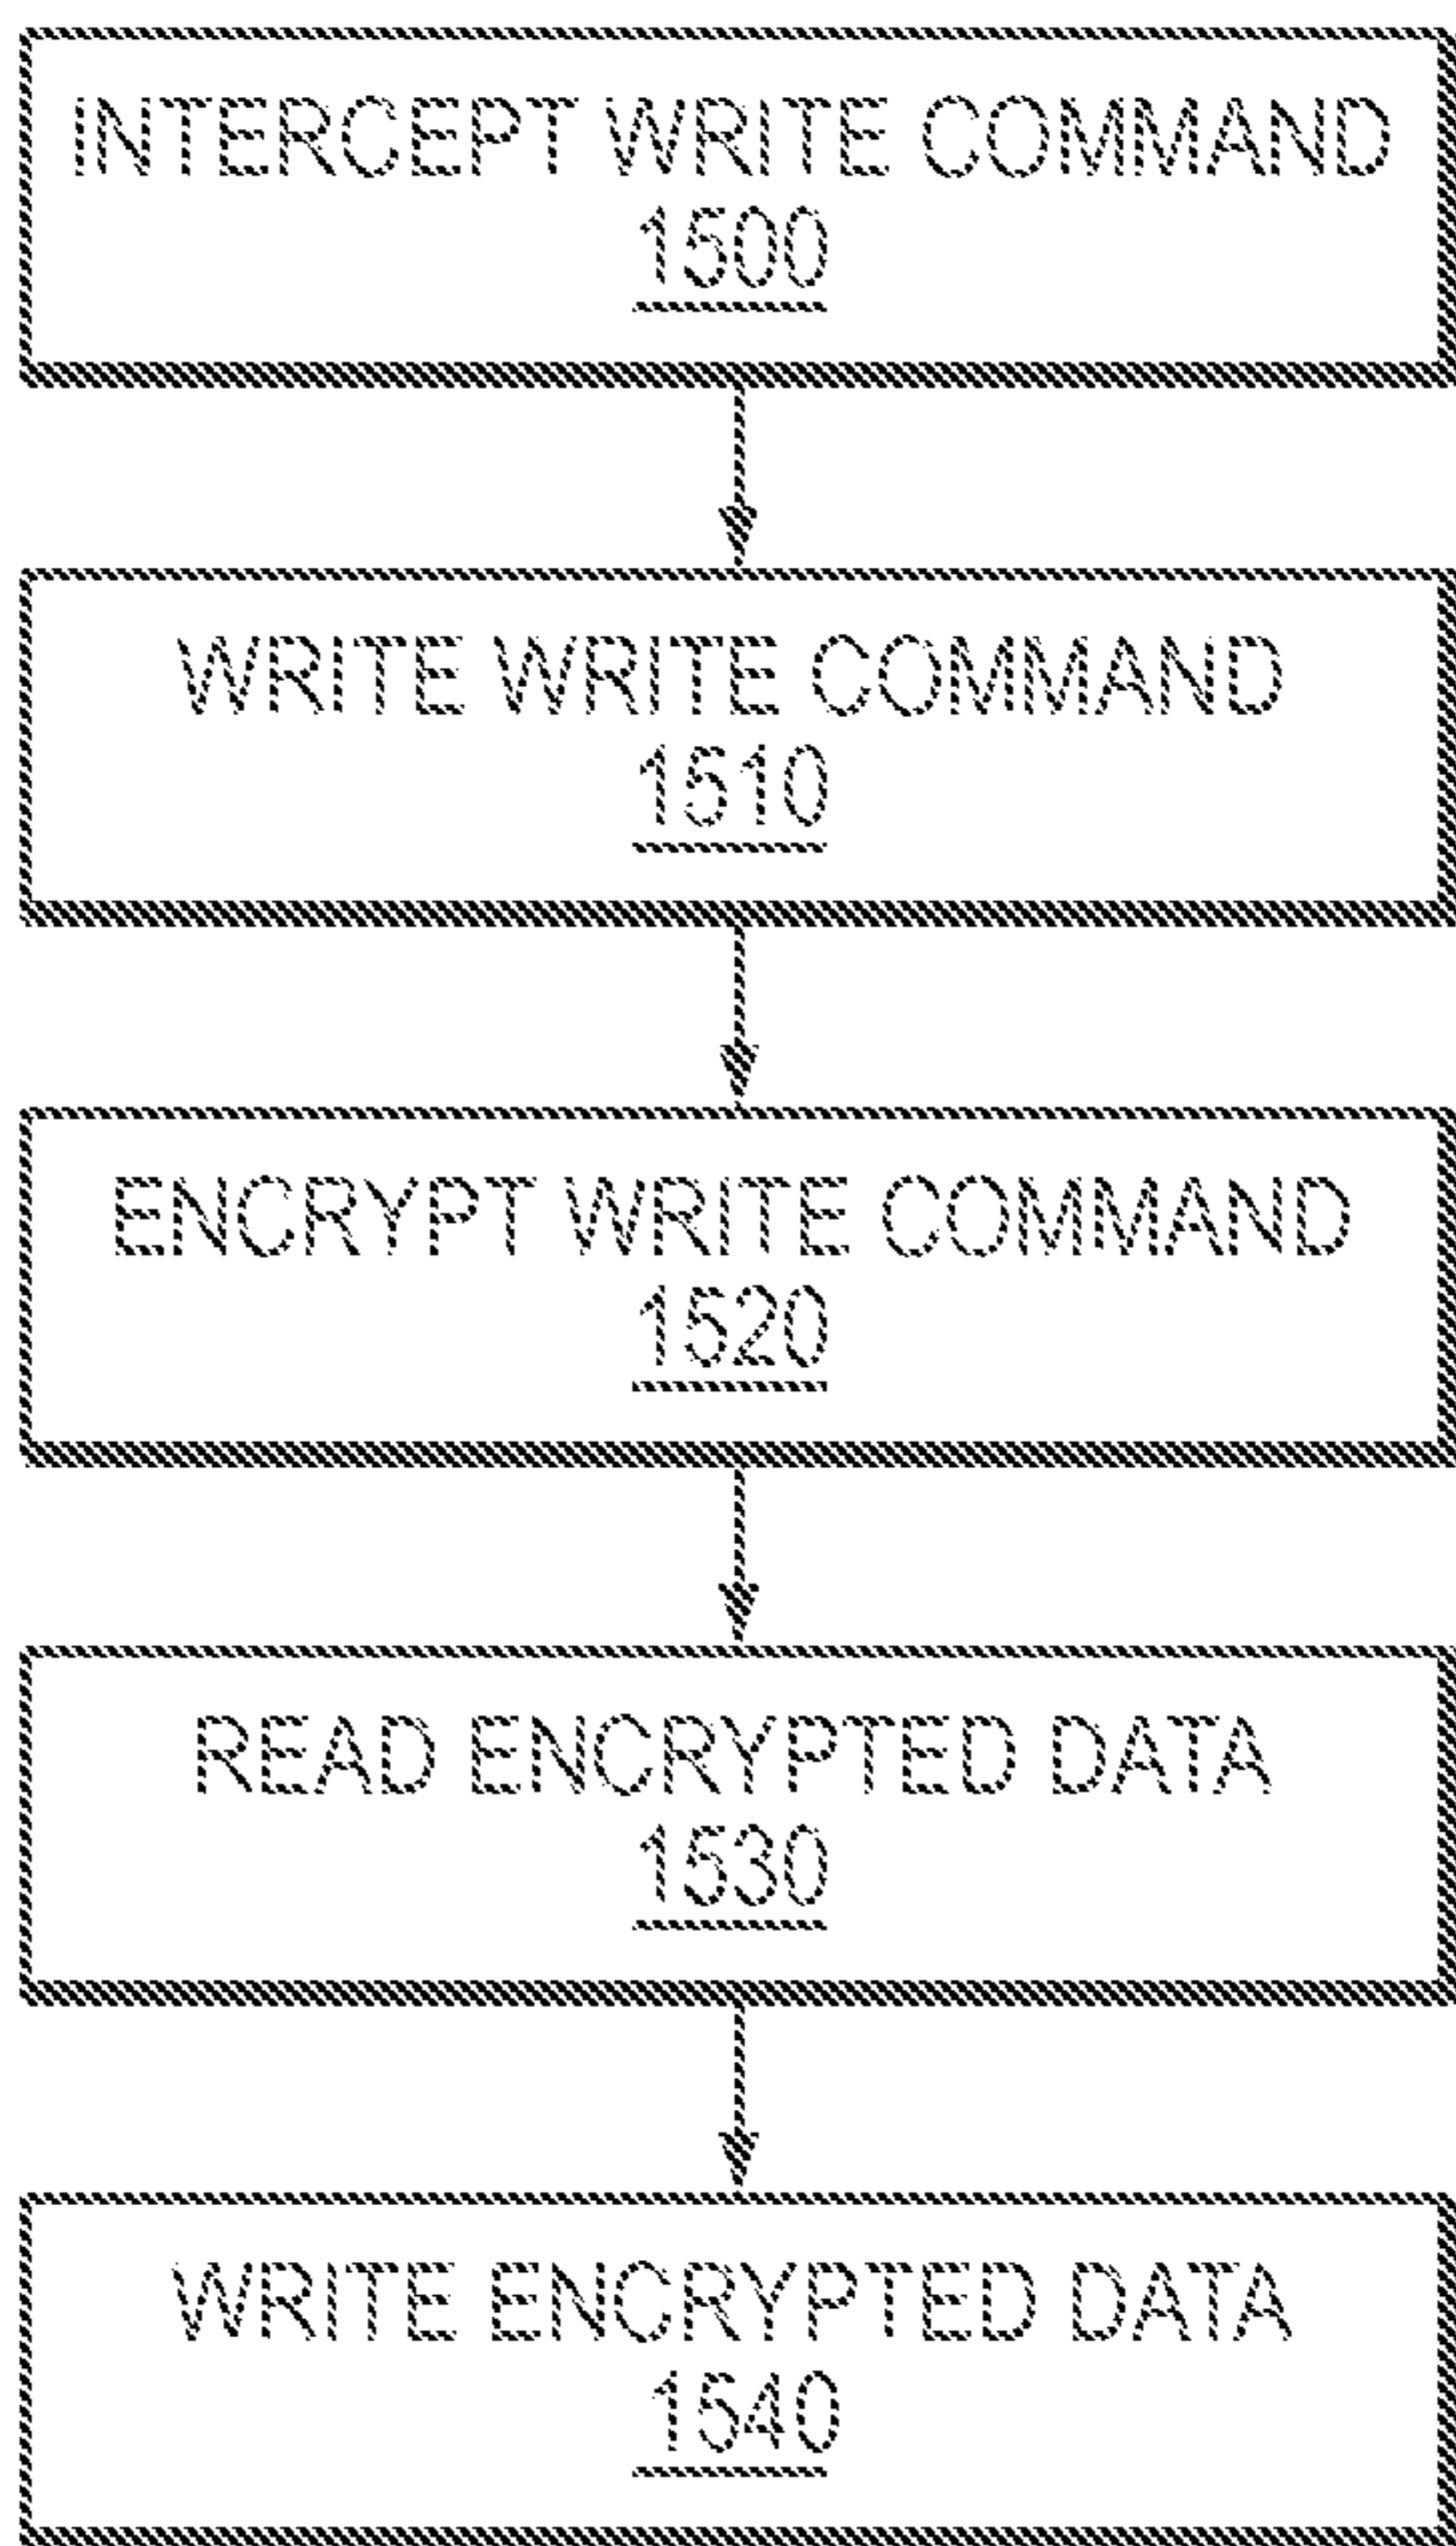 INTERCEPT WRITE COMMAND
1500
WRITE WRITE COMMAND
1510
ENCRYPT WRITE COMMAND
1520
READ ENCRYPTED DATA
1530
WRITE ENCRYPTED DATA
1540